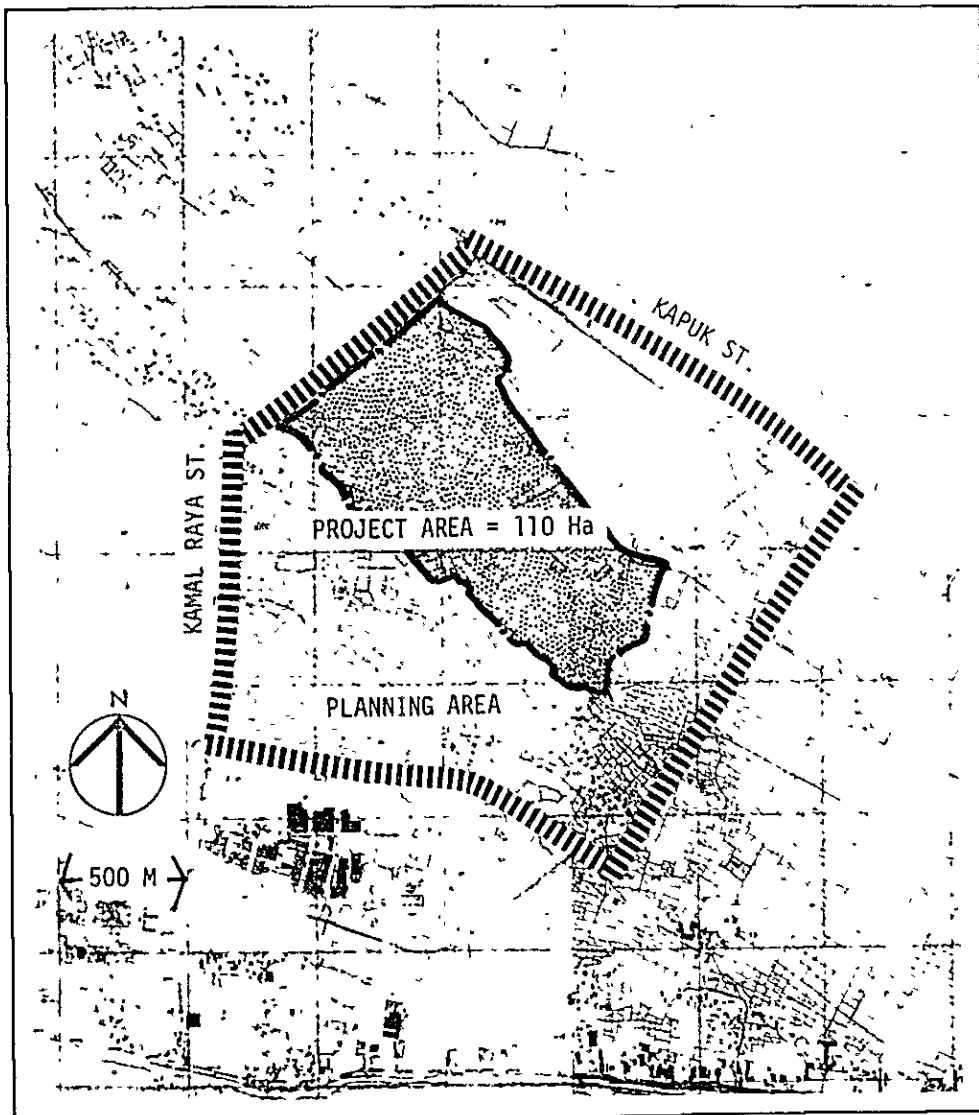 KAPUK ST.
KAMAL RAYA ST.
PROJECT AREA = 110 Ha
PLANNING AREA
N
500 M